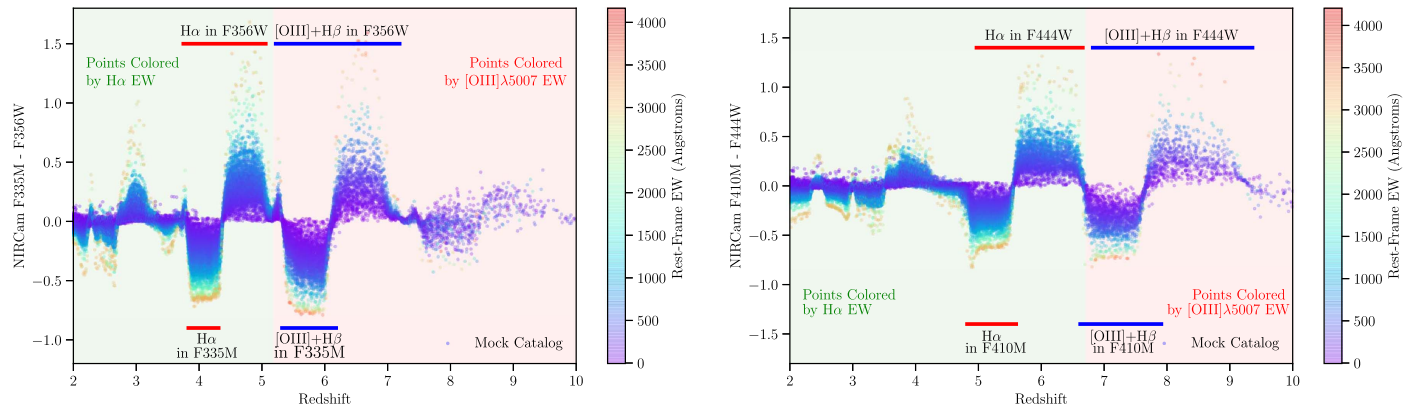 Hα in F356W
[OIII]+Hβ in F356W
Points Colored
by Hα EW
Points Colored
by [OIII]λ5007 EW
NIRCam F335M - F356W
1.5
1.0
0.5
0.0
−0.5
−1.0
Hα
in F335M
[OIII]+Hβ
in F335M
Mock Catalog
2 3 4 5 6 7 8 9 10
Redshift
4000
3500
3000
2500
2000
1500
1000
500
0
Rest-Frame EW (Angstroms)
Hα in F444W
[OIII]+Hβ in F444W
NIRCam F410M - F444W
1.5
1.0
0.5
0.0
−0.5
−1.0
−1.5
Points Colored
by Hα EW
Points Colored
by [OIII]λ5007 EW
Hα
in F410M
[OIII]+Hβ
in F410M
Mock Catalog
2 3 4 5 6 7 8 9 10
Redshift
4000
3500
3000
2500
2000
1500
1000
500
0
Rest-Frame EW (Angstroms)